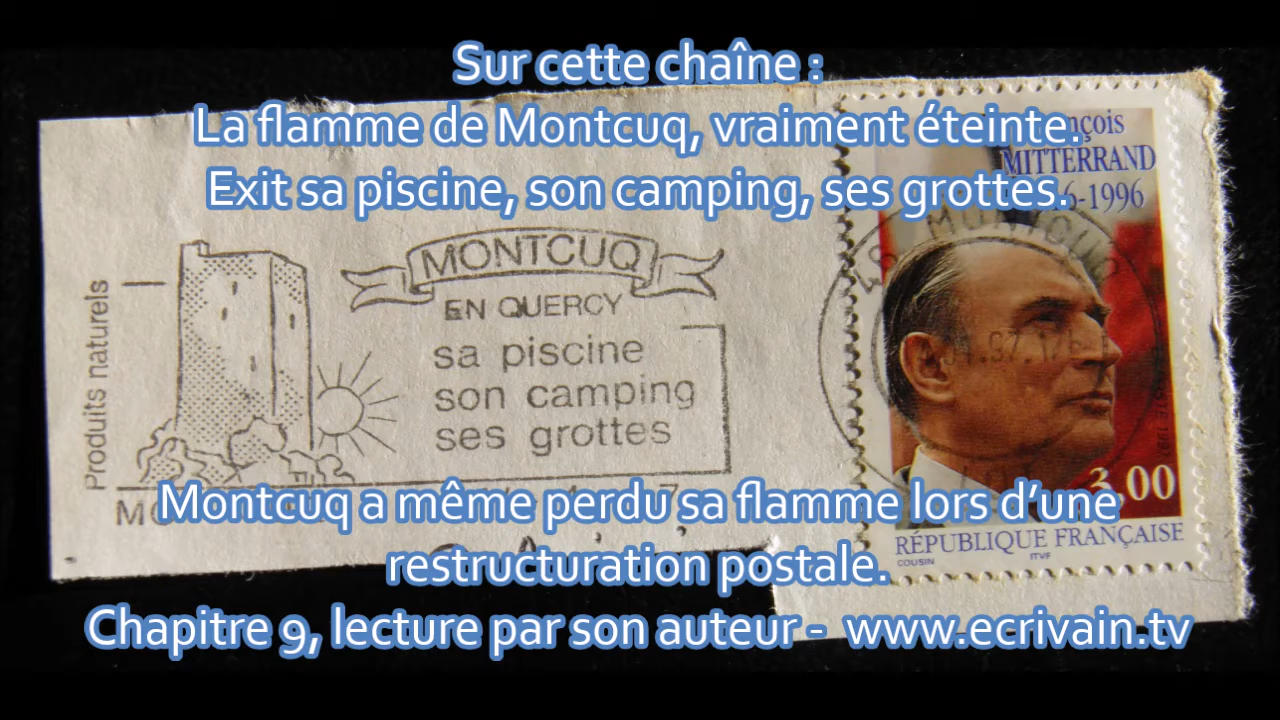 Sur cette chaîne :
La flamme de Montcuq, vraiment éteinte.
Exit sa piscine, son camping, ses grottes.
MITTERRAND
6-1996
MONTCUQ
EN QUERCY
sa piscine
son camping
ses grottes
Produits naturels
3,00
Montcuq a même perdu sa flamme lors d'une
restructuration postale.
RÉPUBLIQUE FRANÇAISE
COUSIN ITVF
Chapitre 9, lecture par son auteur - www.ecrivain.tv